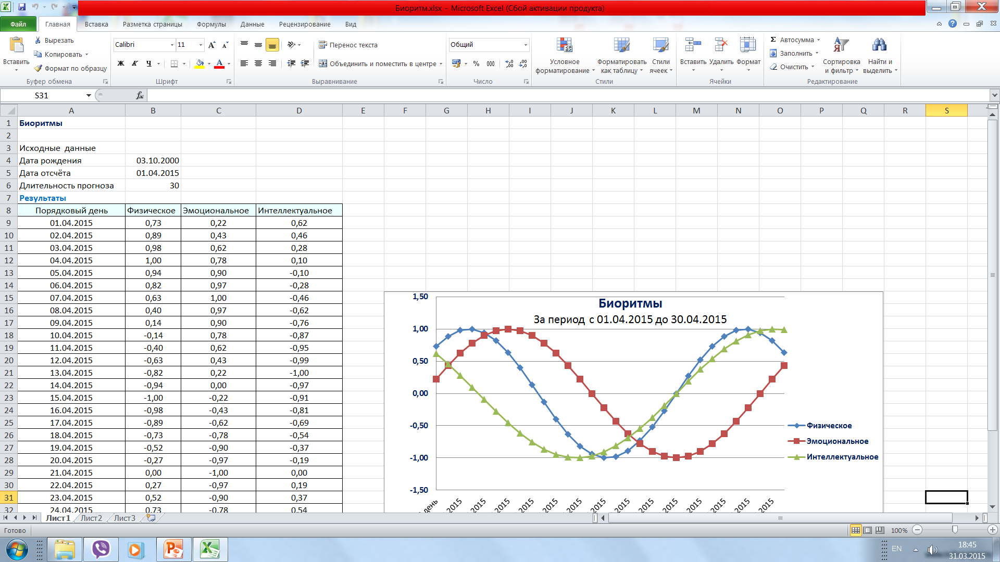 Биоритм.xlsx - Microsoft Excel (Сбой активации продукта)
Файл Главная Вставка Разметка страницы Формулы Данные Рецензирование Вид
Вставить
Вырезать
Копировать
Формат по образцу
Буфер обмена
Calibri 11
Ж К Ч А
Шрифт
Перенос текста
Объединить и поместить в центре
Выравнивание
Общий
% 000
Число
Условное форматирование
Форматировать как таблицу
Стили ячеек
Стили
Вставить Удалить Формат
Ячейки
Σ Автосумма
Заполнить
Очистить
Сортировка и фильтр
Найти и выделить
Редактирование
S31 fx
A B C D E F G H I J K L M N O P Q R S
1 Биоритмы
2
3 Исходные данные
4 Дата рождения 03.10.2000
5 Дата отсчёта 01.04.2015
6 Длительность прогноза 30
7 Результаты
8 Порядковый день Физическое Эмоциональное Интеллектуальное
9 01.04.2015 0,73 0,22 0,62
10 02.04.2015 0,89 0,43 0,46
11 03.04.2015 0,98 0,62 0,28
12 04.04.2015 1,00 0,78 0,10
13 05.04.2015 0,94 0,90 -0,10
14 06.04.2015 0,82 0,97 -0,28
15 07.04.2015 0,63 1,00 -0,46
16 08.04.2015 0,40 0,97 -0,62
17 09.04.2015 0,14 0,90 -0,76
18 10.04.2015 -0,14 0,78 -0,87
19 11.04.2015 -0,40 0,62 -0,95
20 12.04.2015 -0,63 0,43 -0,99
21 13.04.2015 -0,82 0,22 -1,00
22 14.04.2015 -0,94 0,00 -0,97
23 15.04.2015 -1,00 -0,22 -0,91
24 16.04.2015 -0,98 -0,43 -0,81
25 17.04.2015 -0,89 -0,62 -0,69
26 18.04.2015 -0,73 -0,78 -0,54
27 19.04.2015 -0,52 -0,90 -0,37
28 20.04.2015 -0,27 -0,97 -0,19
29 21.04.2015 0,00 -1,00 0,00
30 22.04.2015 0,27 -0,97 0,19
31 23.04.2015 0,52 -0,90 0,37
32 24.04.2015 0,73 -0,78 0,54
Биоритмы
За период с 01.04.2015 до 30.04.2015
1,50
1,00
0,50
0,00
-0,50
-1,00
-1,50
Физическое
Эмоциональное
Интеллектуальное
день 2015 2015 2015 2015 2015 2015 2015 2015 2015 2015 2015 2015 2015 2015
Лист1 Лист2 Лист3
Готово
100%
EN
18:45
31.03.2015